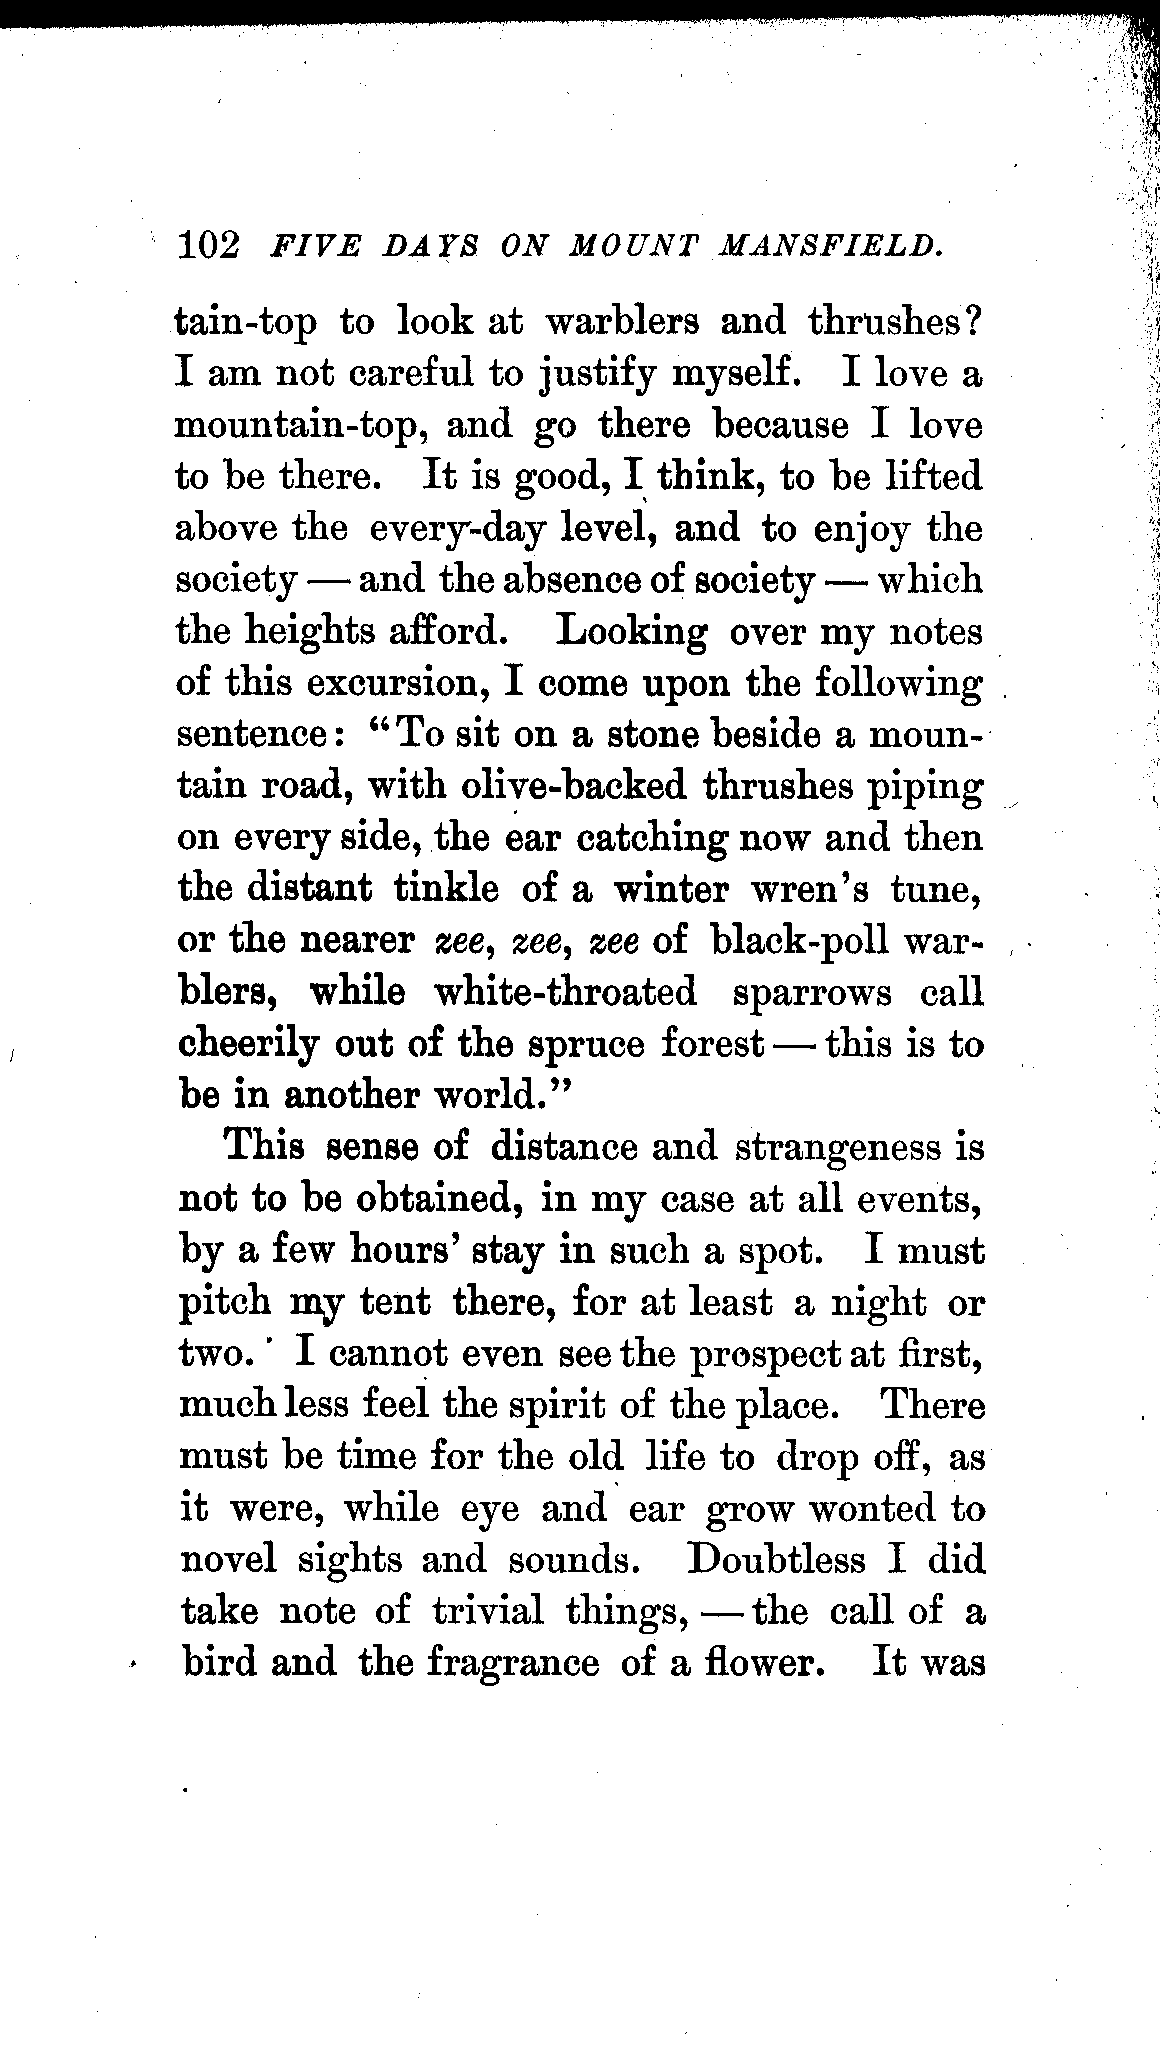 102 FIVE DAYS ON MOUNT MANSFIELD.
tain-top to look at warblers and thrushes?
I am not careful to justify myself. I love a
mountain-top, and go there because I love
to be there. It is good, I think, to be lifted
above the every-day level, and to enjoy the
society — and the absence of society — which
the heights afford. Looking over my notes
of this excursion, I come upon the following
sentence: “To sit on a stone beside a moun-
tain road, with olive-backed thrushes piping
on every side, the ear catching now and then
the distant tinkle of a winter wren’s tune,
or the nearer zee, zee, zee of black-poll war-
blers, while white-throated sparrows call
cheerily out of the spruce forest — this is to
be in another world.”
This sense of distance and strangeness is
not to be obtained, in my case at all events,
by a few hours’ stay in such a spot. I must
pitch my tent there, for at least a night or
two. I cannot even see the prospect at first,
much less feel the spirit of the place. There
must be time for the old life to drop off, as
it were, while eye and ear grow wonted to
novel sights and sounds. Doubtless I did
take note of trivial things, — the call of a
bird and the fragrance of a flower. It was